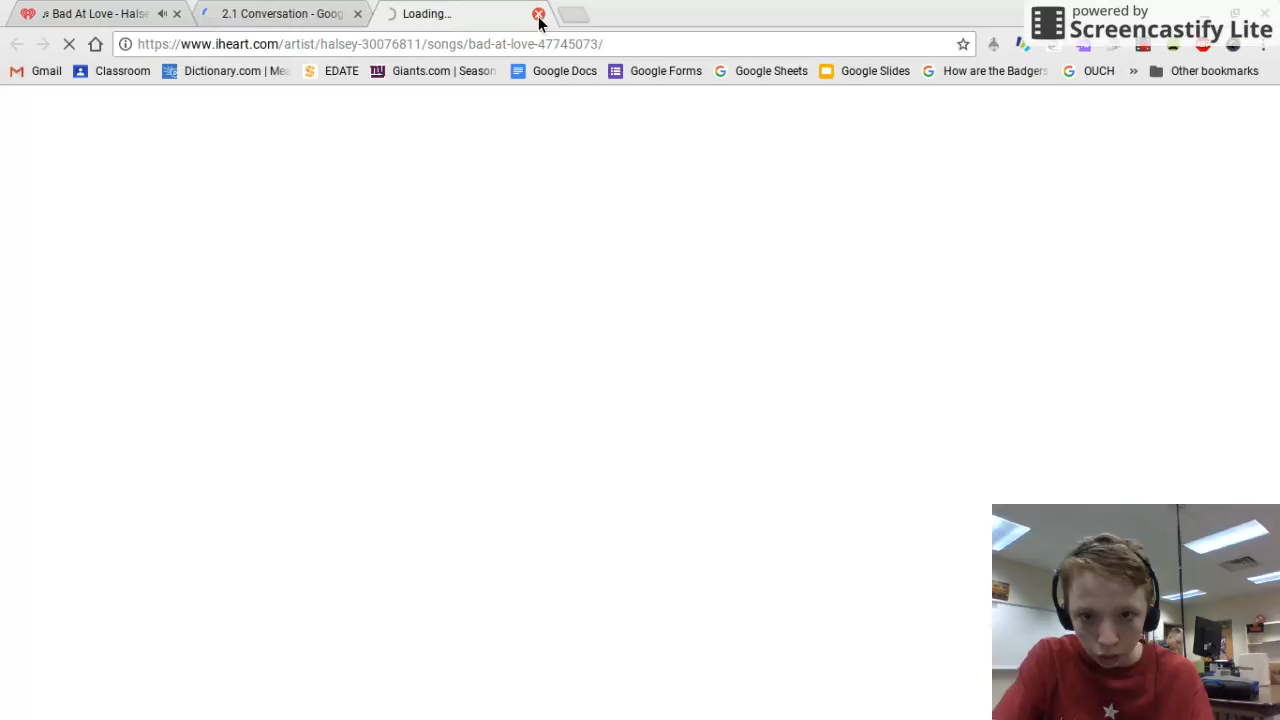 Bad At Love - Halse 2.1 Conversation - Goog Loading...
powered by
Screencastify Lite
https://www.iheart.com/artist/halsey-30076811/songs/bad-at-love-47745073/
Gmail Classroom Dictionary.com | Mea EDATE Giants.com | Season Google Docs Google Forms Google Sheets Google Slides How are the Badgers OUCH » Other bookmarks